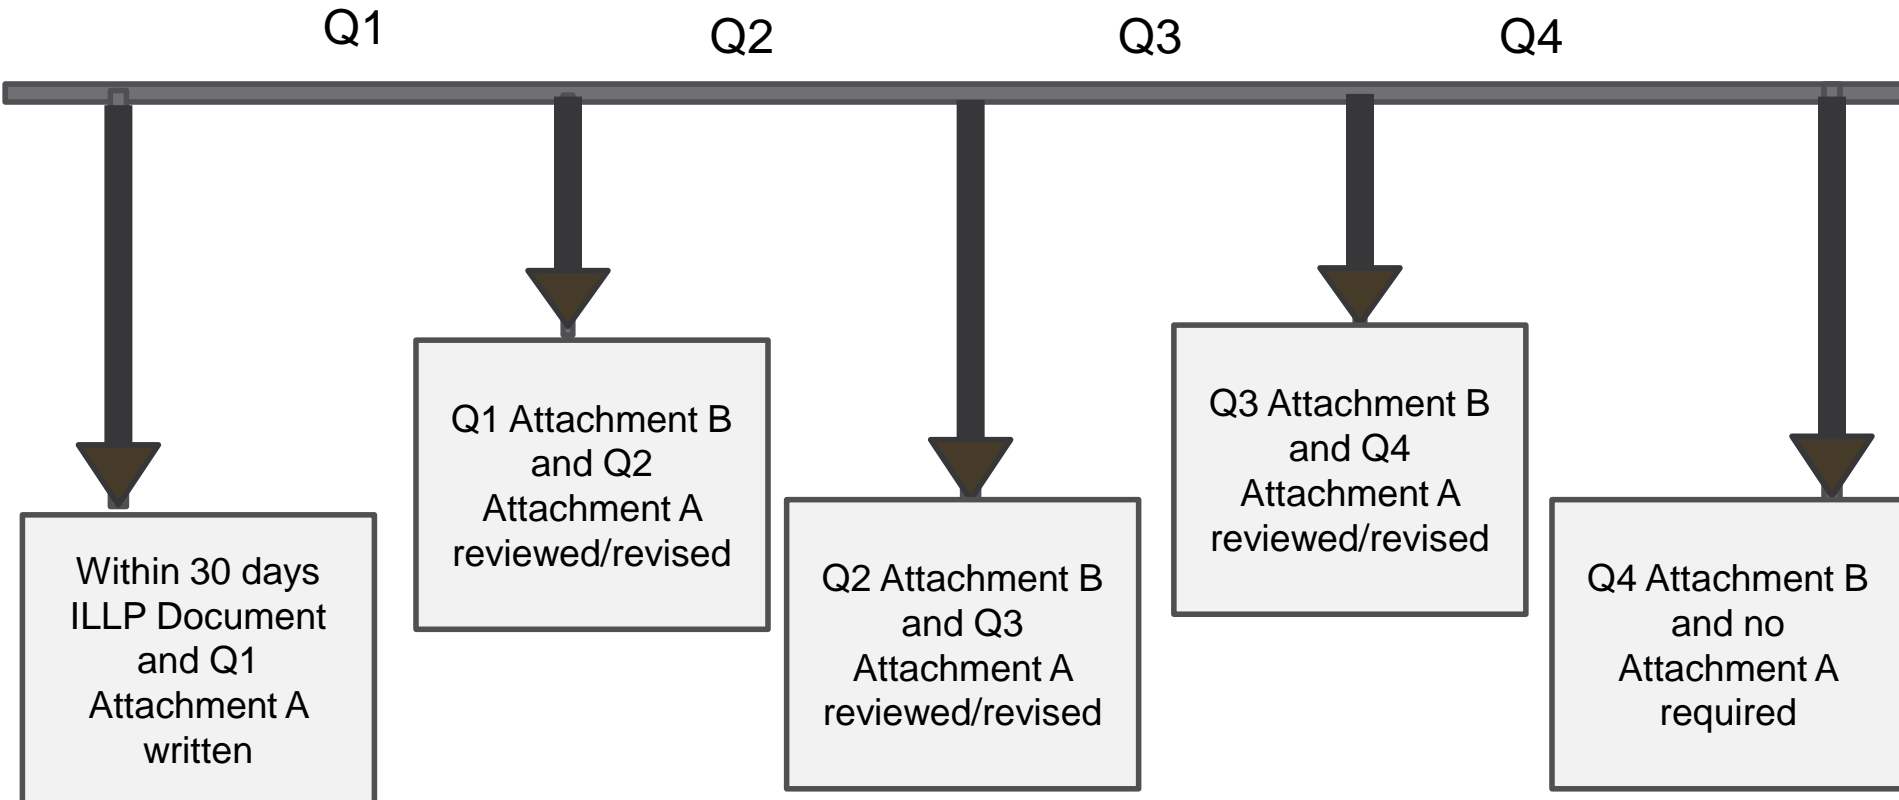 Q1
Q2
Q3
Q4
Within 30 days
ILLP Document
and Q1
Attachment A
written
Q1 Attachment B
and Q2
Attachment A
reviewed/revised
Q2 Attachment B
and Q3
Attachment A
reviewed/revised
Q3 Attachment B
and Q4
Attachment A
reviewed/revised
Q4 Attachment B
and no
Attachment A
required